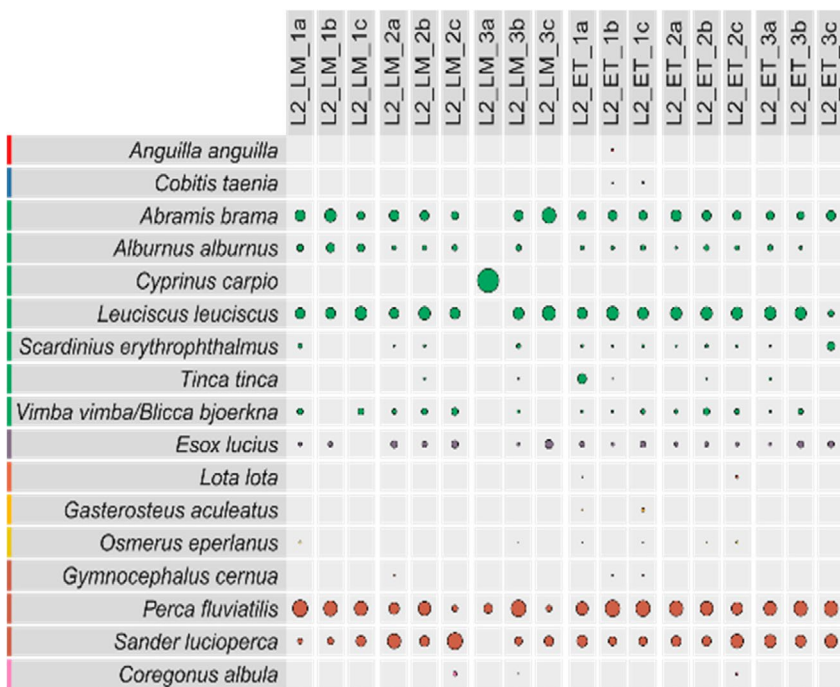 L2_LM_1a
L2_LM_1b
L2_LM_1c
L2_LM_2a
L2_LM_2b
L2_LM_2c
L2_LM_3a
L2_LM_3b
L2_LM_3c
L2_ET_1a
L2_ET_1b
L2_ET_1c
L2_ET_2a
L2_ET_2b
L2_ET_2c
L2_ET_3a
L2_ET_3b
L2_ET_3c
Anguilla anguilla
Cobitis taenia
Abramis brama
Alburnus alburnus
Cyprinus carpio
Leuciscus leuciscus
Scardinius erythrophthalmus
Tinca tinca
Vimba vimba/Blicca bjoerkna
Esox lucius
Lota lota
Gasterosteus aculeatus
Osmerus eperlanus
Gymnocephalus cernua
Perca fluviatilis
Sander lucioperca
Coregonus albula